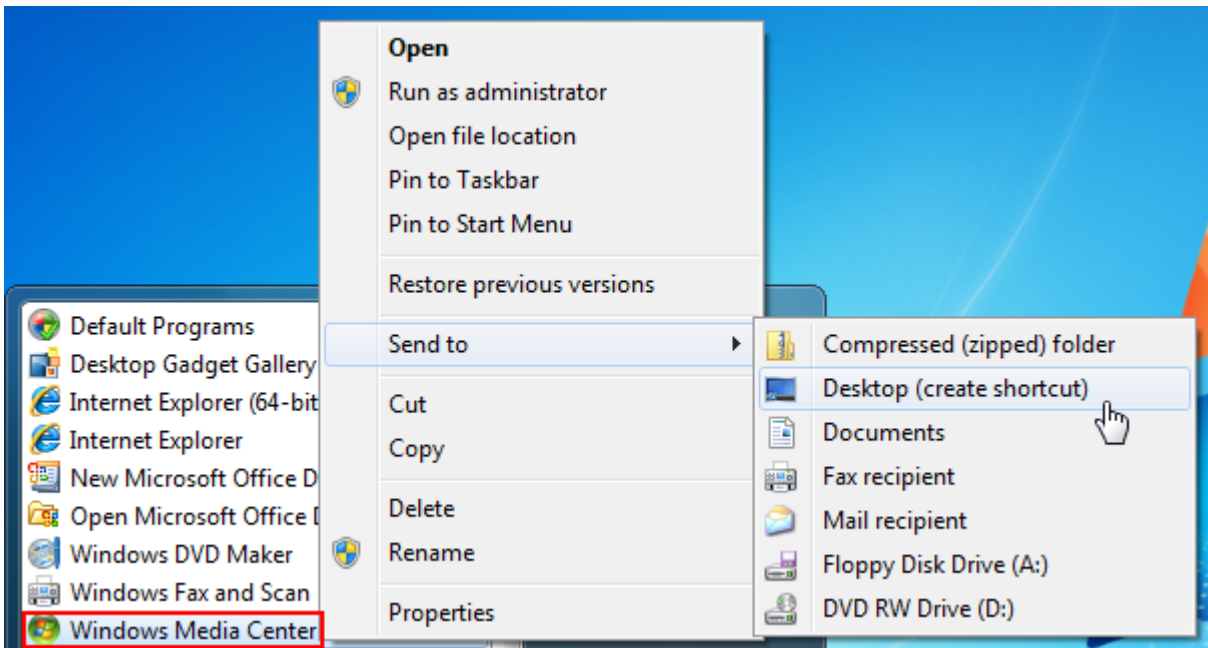 Open
Run as administrator
Open file location
Pin to Taskbar
Pin to Start Menu
Restore previous versions
Send to
Cut
Copy
Delete
Rename
Properties
Default Programs
Desktop Gadget Gallery
Internet Explorer (64-bit
Internet Explorer
New Microsoft Office D
Open Microsoft Office
Windows DVD Maker
Windows Fax and Scan
Windows Media Center
Compressed (zipped) folder
Desktop (create shortcut)
Documents
Fax recipient
Mail recipient
Floppy Disk Drive (A:)
DVD RW Drive (D:)